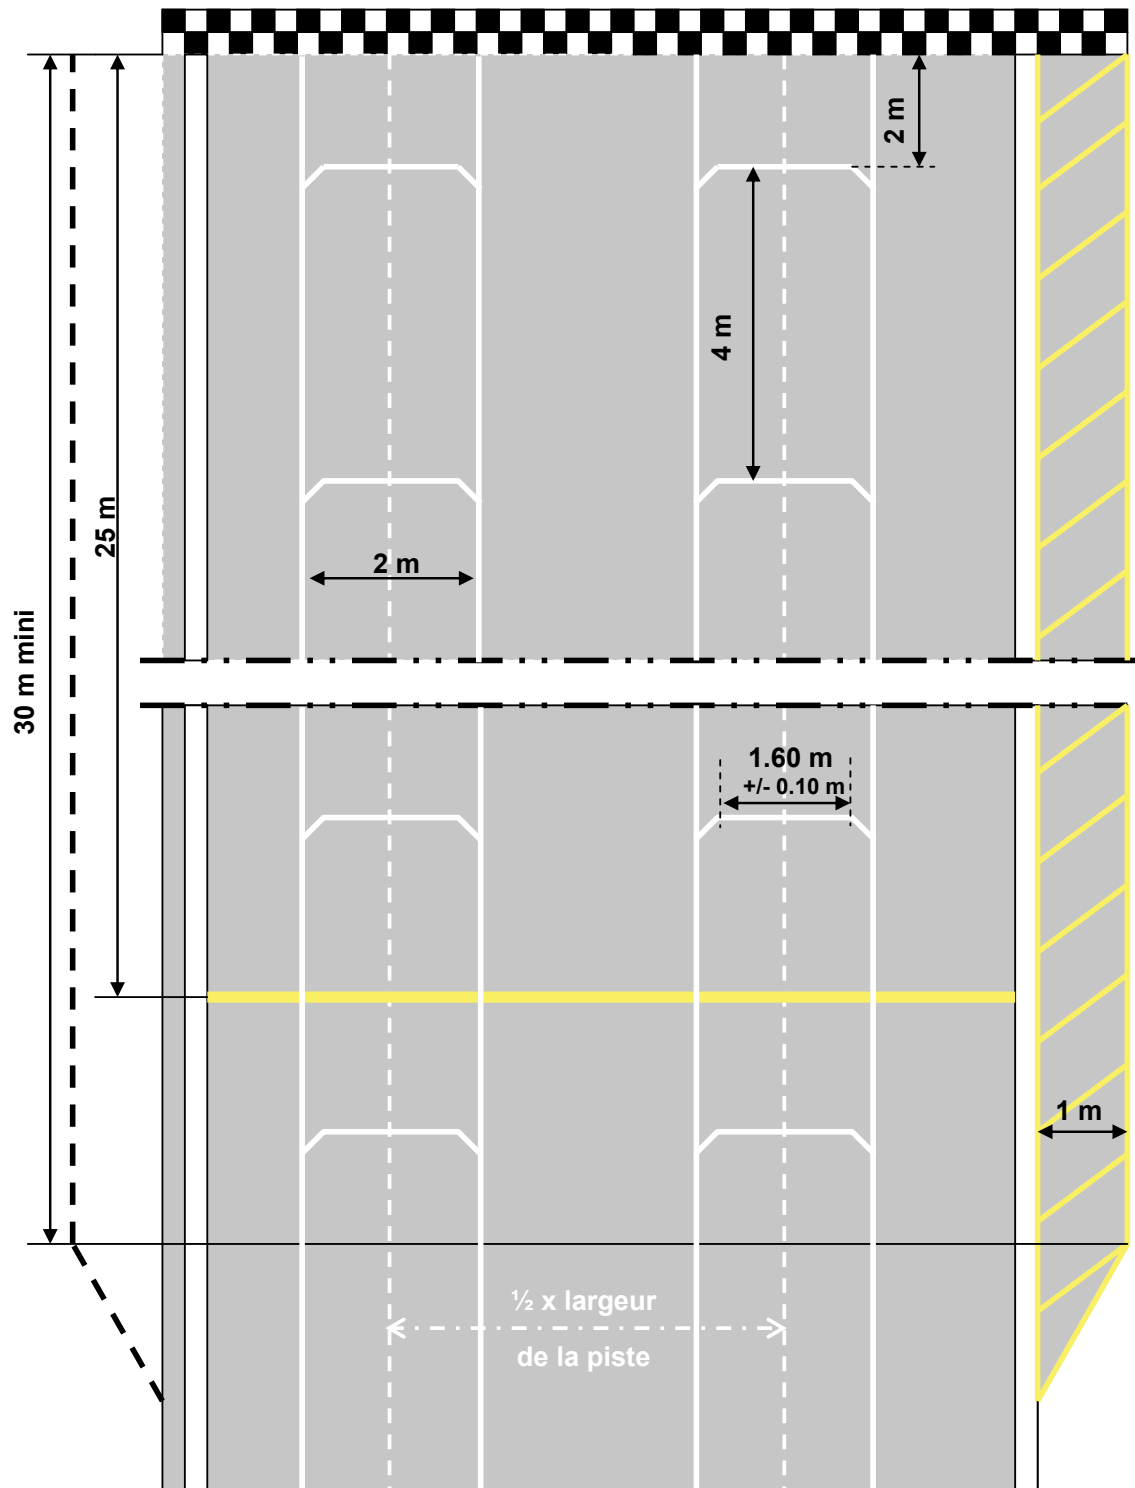 2 m
4 m
25 m
2 m
30 m mini
1.60 m
+/- 0.10 m
1 m
½ x largeur
de la piste